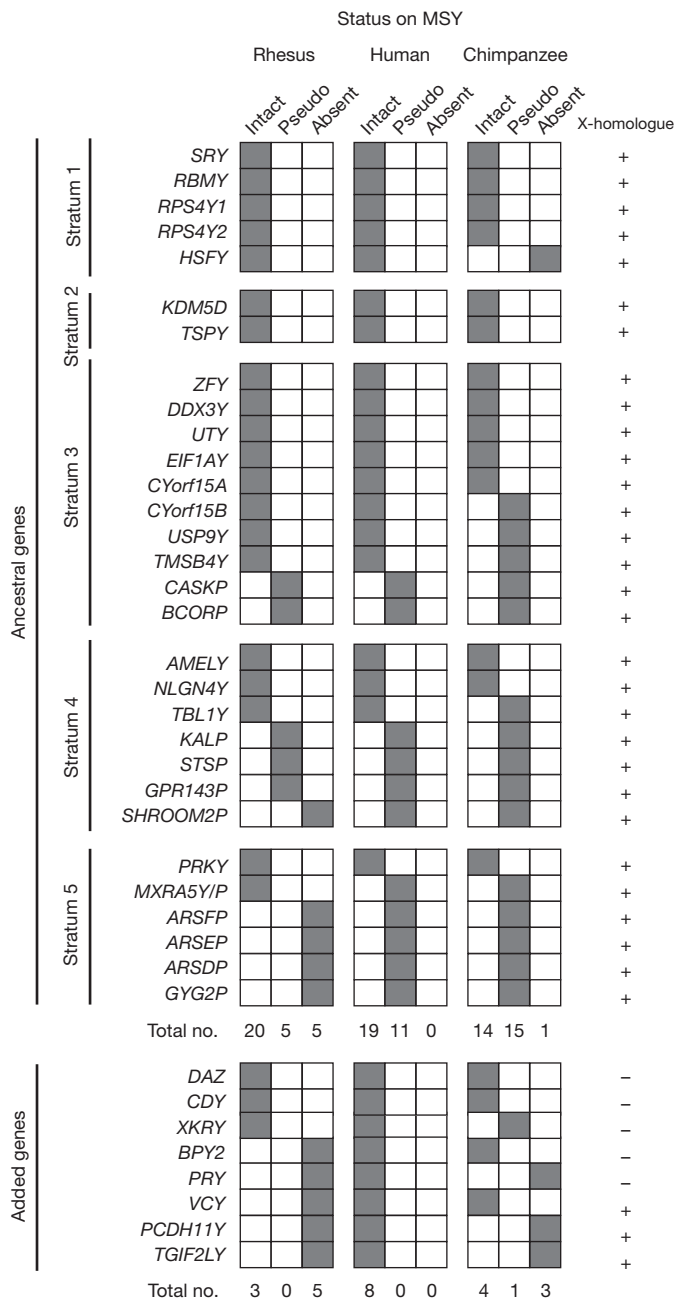 Status on MSY
Rhesus Human Chimpanzee
Intact Pseudo Absent Intact Pseudo Absent Intact Pseudo Absent X-homologue
Ancestral genes
Stratum 1
SRY +
RBMY +
RPS4Y1 +
RPS4Y2 +
HSFY +
Stratum 2
KDM5D +
TSPY +
Stratum 3
ZFY +
DDX3Y +
UTY +
EIF1AY +
CYorf15A +
CYorf15B +
USP9Y +
TMSB4Y +
CASKP +
BCORP +
Stratum 4
AMELY +
NLGN4Y +
TBL1Y +
KALP +
STSP +
GPR143P +
SHROOM2P +
Stratum 5
PRKY +
MXRA5Y/P +
ARSFP +
ARSEP +
ARSDP +
GYG2P +
Total no. 20 5 5 19 11 0 14 15 1
Added genes
DAZ –
CDY –
XKRY –
BPY2 –
PRY –
VCY +
PCDH11Y +
TGIF2LY +
Total no. 3 0 5 8 0 0 4 1 3